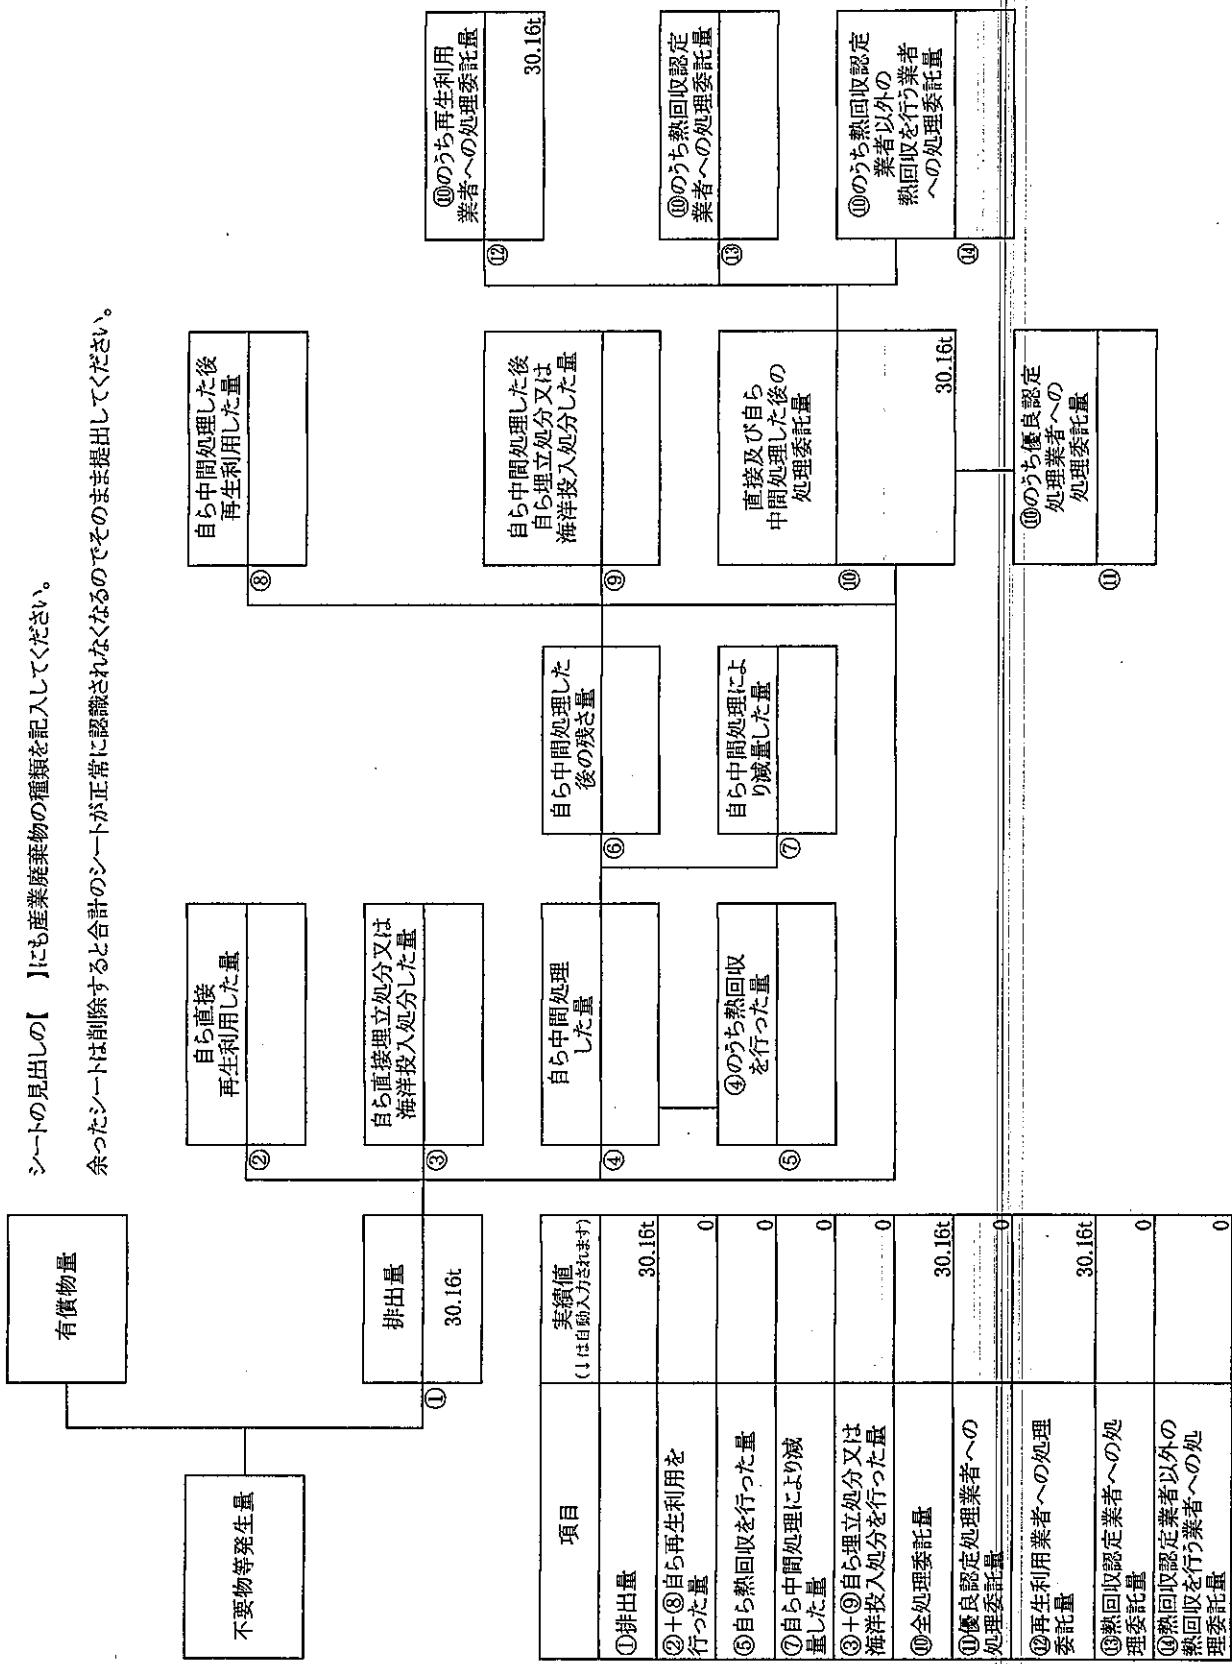 シートの見出しの【　】にも産業廃棄物の種類を記入してください。
余ったシートは削除すると合計のシートが正常に認識されなくなるのでそのまま提出してください。
不要物等発生量
有償物量
①
排出量
30.16t
②
自ら直接
再生利用した量
③
自ら直接埋立処分又は
海洋投入処分した量
④
自ら中間処理
した量
⑤
④のうち熱回収
を行った量
⑥
自ら中間処理した
後の残さ量
⑦
自ら中間処理によ
り減量した量
⑧
自ら中間処理した後
再生利用した量
⑨
自ら中間処理した後
自ら埋立処分又は
海洋投入処分した量
⑩
直接及び自ら
中間処理した後の
処理委託量
30.16t
⑪
⑩のうち優良認定
処理業者への
処理委託量
⑫
⑩のうち再生利用
業者への処理委託量
30.16t
⑬
⑩のうち熱回収認定
業者への処理委託量
⑭
⑩のうち熱回収認定
業者以外の
熱回収を行う業者
への処理委託量
項目
実績値
(↓は自動入力されます)
①排出量
30.16t
②+⑧自ら再生利用を
行った量
0
⑤自ら熱回収を行った量
0
⑦自ら中間処理により減
量した量
0
③+⑨自ら埋立処分又は
海洋投入処分を行った量
0
⑩全処理委託量
30.16t
⑪優良認定処理業者への
処理委託量
0
⑫再生利用業者への処理
委託量
30.16t
⑬熱回収認定業者への処
理委託量
0
⑭熱回収認定業者以外の
熱回収を行う業者への処
理委託量
0